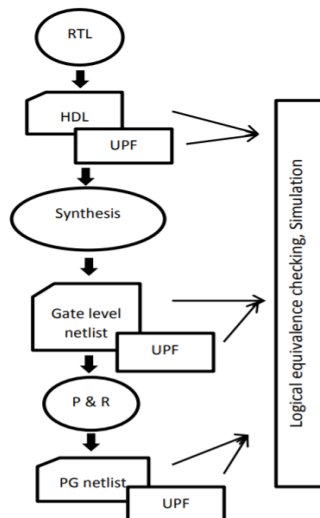 RTL
HDL
UPF
Synthesis
Gate level
netlist
UPF
P & R
PG netlist
UPF
Logical equivalence checking, Simulation